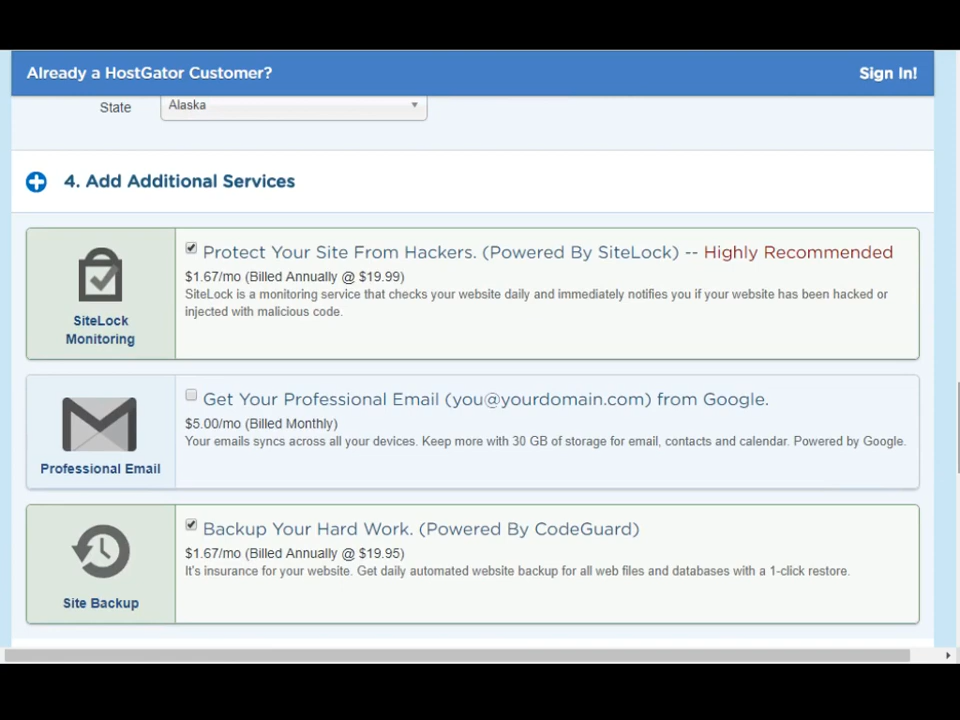 Already a HostGator Customer?
Sign In!
State
Alaska
4. Add Additional Services
Protect Your Site From Hackers. (Powered By SiteLock) -- Highly Recommended
$1.67/mo (Billed Annually @ $19.99)
SiteLock is a monitoring service that checks your website daily and immediately notifies you if your website has been hacked or
injected with malicious code.
SiteLock
Monitoring
Get Your Professional Email (you@yourdomain.com) from Google.
$5.00/mo (Billed Monthly)
Your emails syncs across all your devices. Keep more with 30 GB of storage for email, contacts and calendar. Powered by Google.
Professional Email
Backup Your Hard Work. (Powered By CodeGuard)
$1.67/mo (Billed Annually @ $19.95)
It's insurance for your website. Get daily automated website backup for all web files and databases with a 1-click restore.
Site Backup